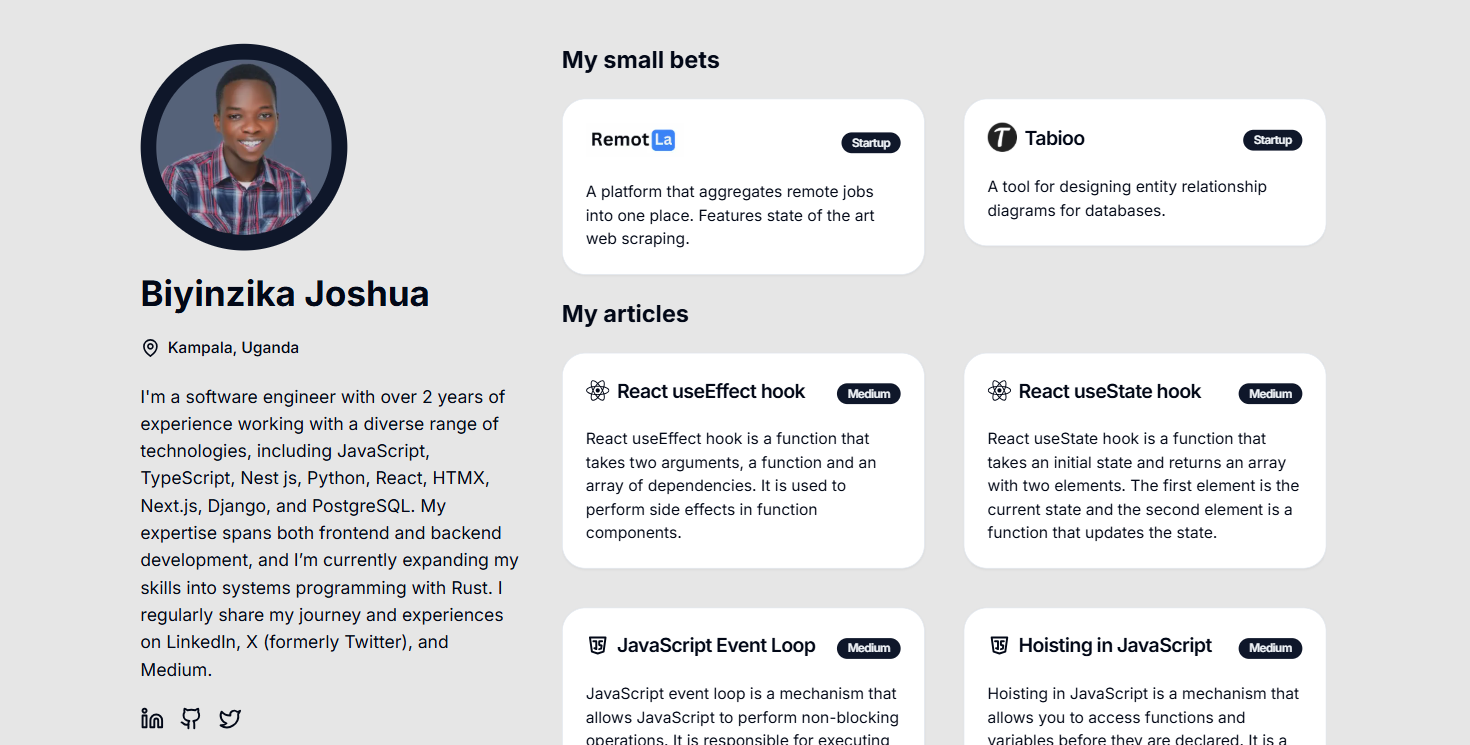 Biyinzika Joshua
Kampala, Uganda
I'm a software engineer with over 2 years of
experience working with a diverse range of
technologies, including JavaScript,
TypeScript, Nest js, Python, React, HTMX,
Next.js, Django, and PostgreSQL. My
expertise spans both frontend and backend
development, and I’m currently expanding my
skills into systems programming with Rust. I
regularly share my journey and experiences
on LinkedIn, X (formerly Twitter), and
Medium.
My small bets
Remot La
Startup
A platform that aggregates remote jobs
into one place. Features state of the art
web scraping.
T Tabioo
Startup
A tool for designing entity relationship
diagrams for databases.
My articles
React useEffect hook
Medium
React useEffect hook is a function that
takes two arguments, a function and an
array of dependencies. It is used to
perform side effects in function
components.
React useState hook
Medium
React useState hook is a function that
takes an initial state and returns an array
with two elements. The first element is the
current state and the second element is a
function that updates the state.
JS JavaScript Event Loop
Medium
JavaScript event loop is a mechanism that
allows JavaScript to perform non-blocking
operations. It is responsible for executing
JS Hoisting in JavaScript
Medium
Hoisting in JavaScript is a mechanism that
allows you to access functions and
variables before they are declared. It is a